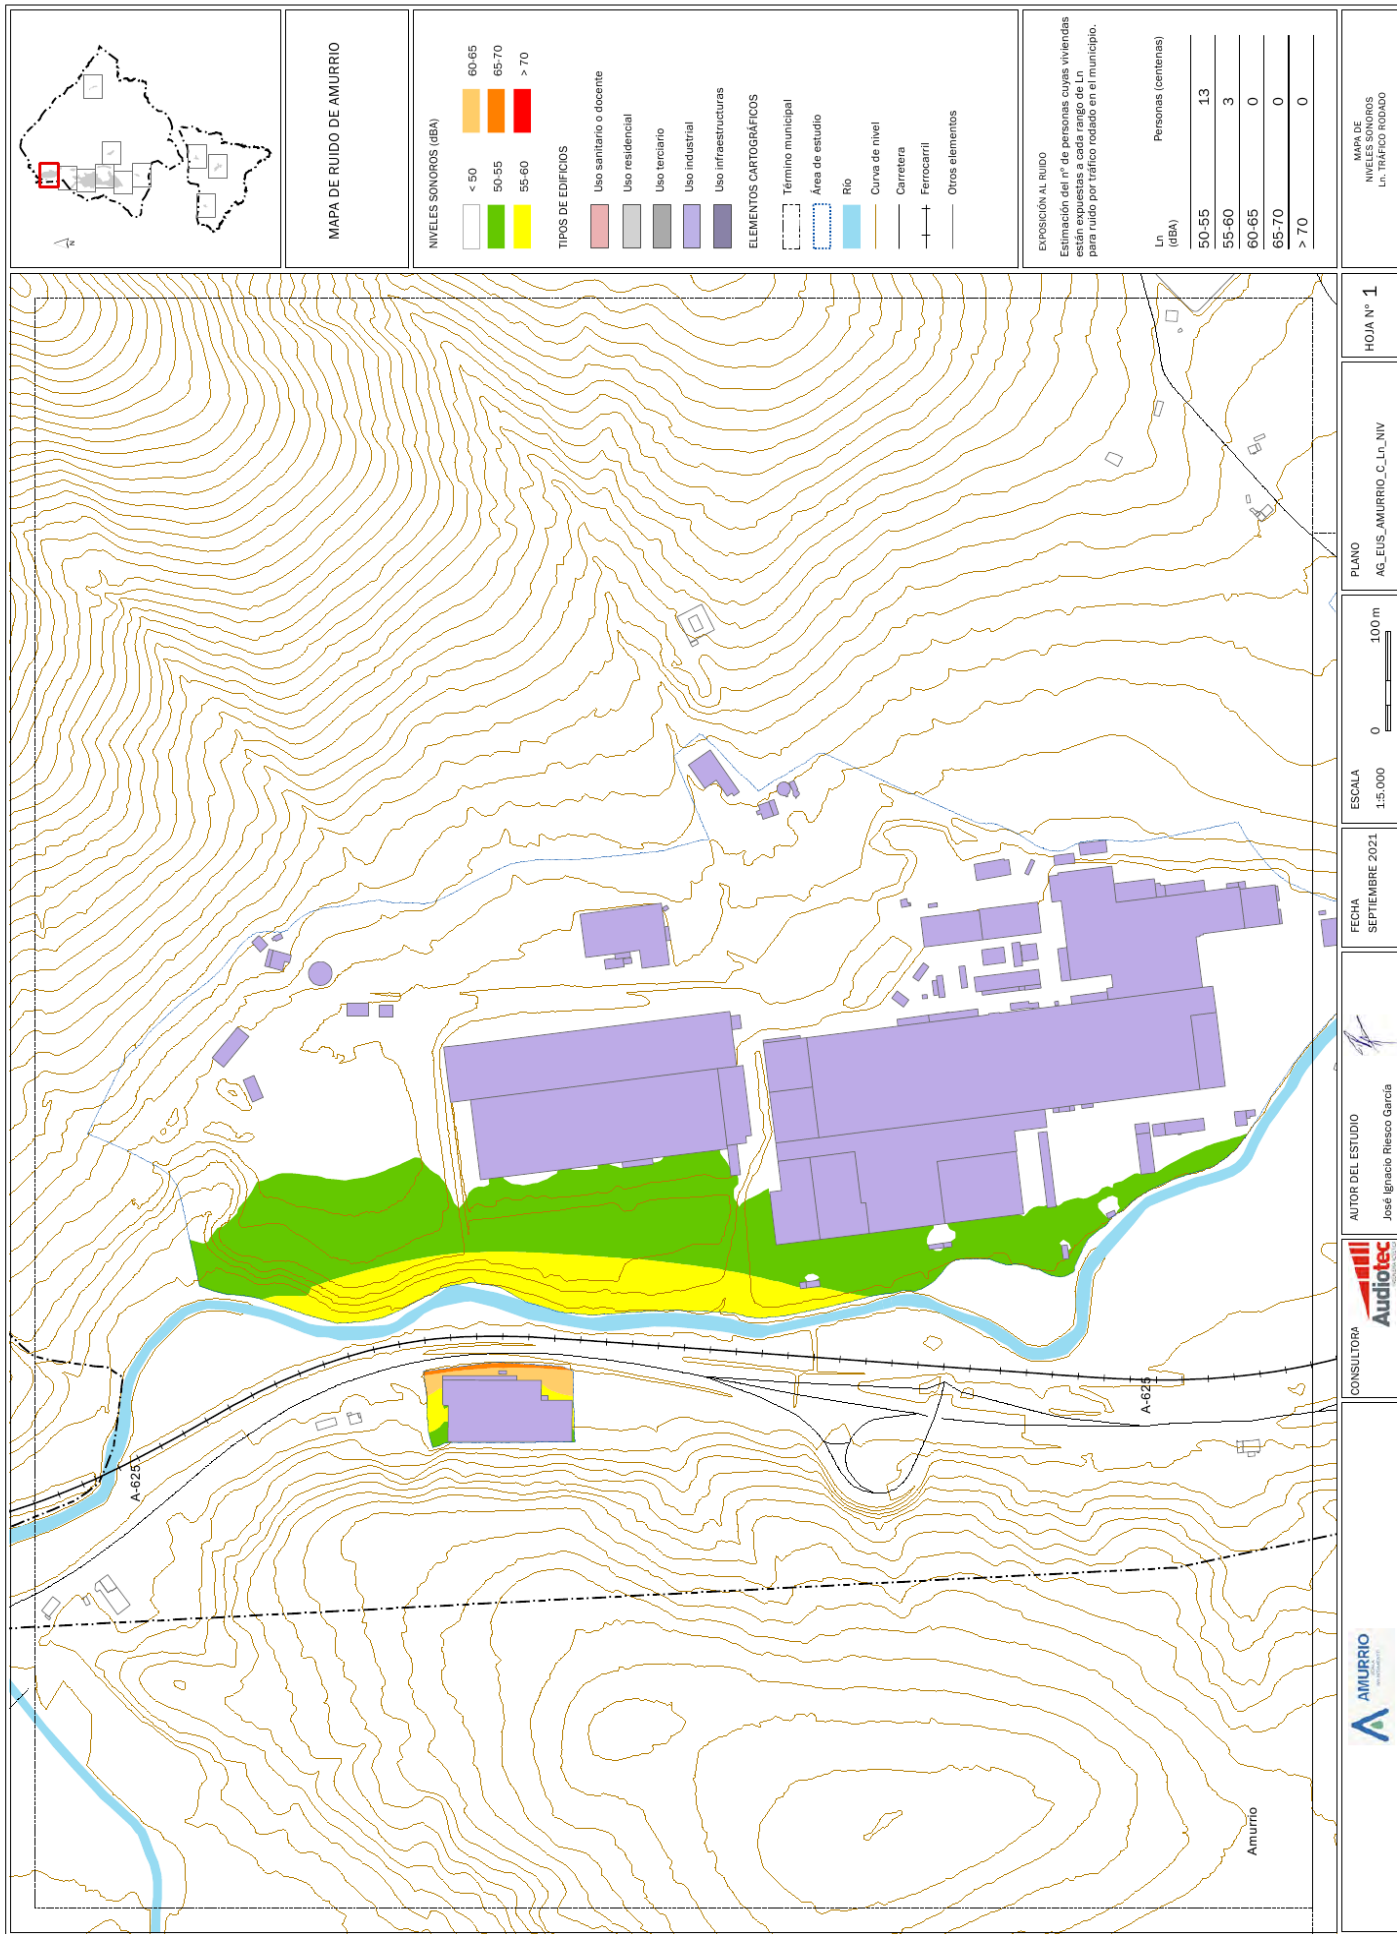 MAPA DE RUIDO DE AMURRIO
NIVELES SONOROS (dBA)
< 50
50-55
55-60
60-65
65-70
> 70
TIPOS DE EDIFICIOS
Uso sanitario o docente
Uso residencial
Uso terciario
Uso industrial
Uso infraestructuras
ELEMENTOS CARTOGRÁFICOS
Término municipal
Área de estudio
Río
Curva de nivel
Carretera
Ferrocarril
Otros elementos
EXPOSICIÓN AL RUIDO
Estimación del nº de personas cuyas viviendas
están expuestas a cada rango de Ln
para ruido por tráfico rodado en el municipio.
Ln Personas (centenas)
(dBA)
50-55 13
55-60 3
60-65 0
65-70 0
> 70 0
MAPA DE
NIVELES SONOROS
Ln. TRÁFICO RODADO
A-625
A-625
Amurrio
AMURRIO
CONSULTORA
Audiotec
AUTOR DEL ESTUDIO
José Ignacio Riesco García
FECHA
SEPTIEMBRE 2021
ESCALA
1:5.000
0 100 m
PLANO
AG_EUS_AMURRIO_C_Ln_NIV
HOJA Nº 1
N